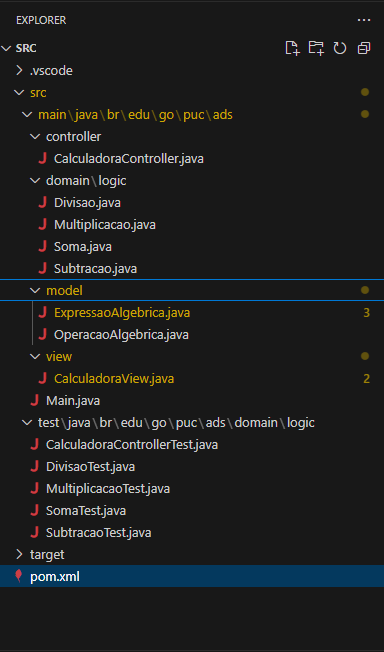 EXPLORER
SRC
.vscode
src
main\java\br\edu\go\puc\ads
controller
CalculadoraController.java
domain\logic
Divisao.java
Multiplicacao.java
Soma.java
Subtracao.java
model
ExpressaoAlgebrica.java 3
OperacaoAlgebrica.java
view
CalculadoraView.java 2
Main.java
test\java\br\edu\go\puc\ads\domain\logic
CalculadoraControllerTest.java
DivisaoTest.java
MultiplicacaoTest.java
SomaTest.java
SubtracaoTest.java
target
pom.xml